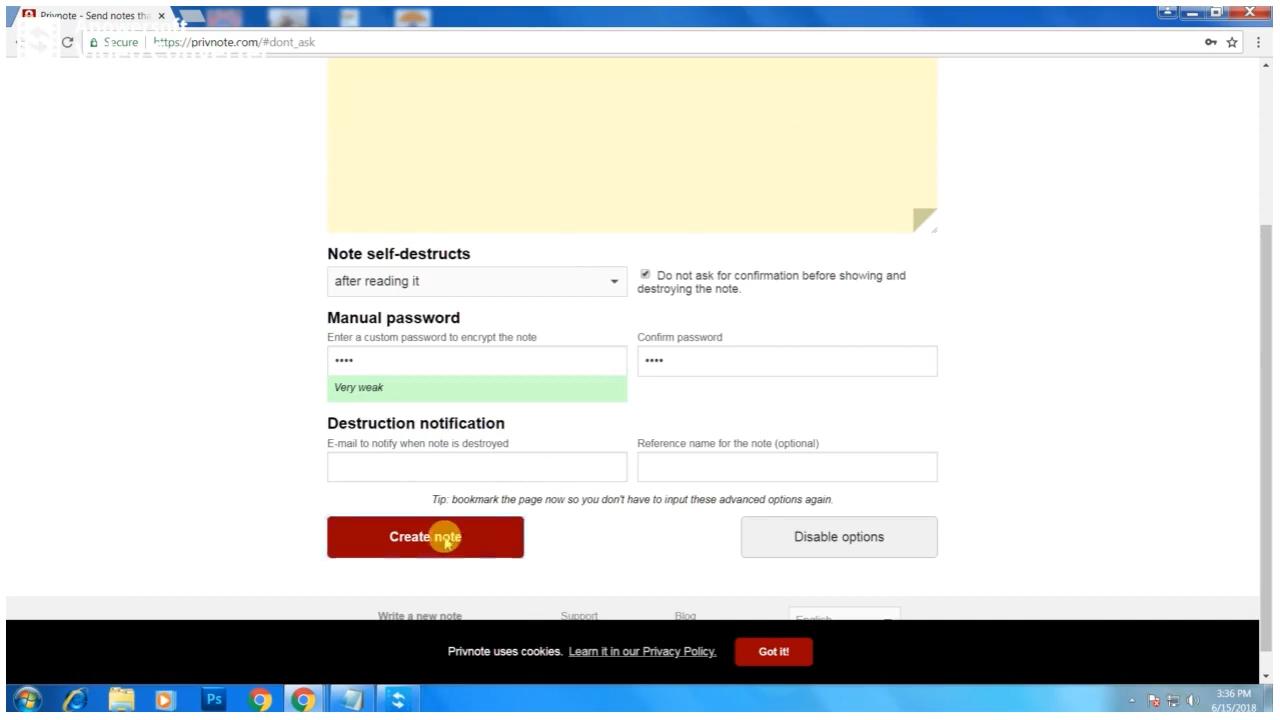 Privnote - Send notes tha
Secure https://privnote.com/#dont_ask
Note self-destructs
after reading it
Do not ask for confirmation before showing and
destroying the note.
Manual password
Enter a custom password to encrypt the note
Confirm password
••••
••••
Very weak
Destruction notification
E-mail to notify when note is destroyed
Reference name for the note (optional)
Tip: bookmark the page now so you don't have to input these advanced options again.
Create note
Disable options
Write a new note
Support
Blog
English
Privnote uses cookies. Learn it in our Privacy Policy.
Got it!
Ps
3:36 PM
6/15/2018